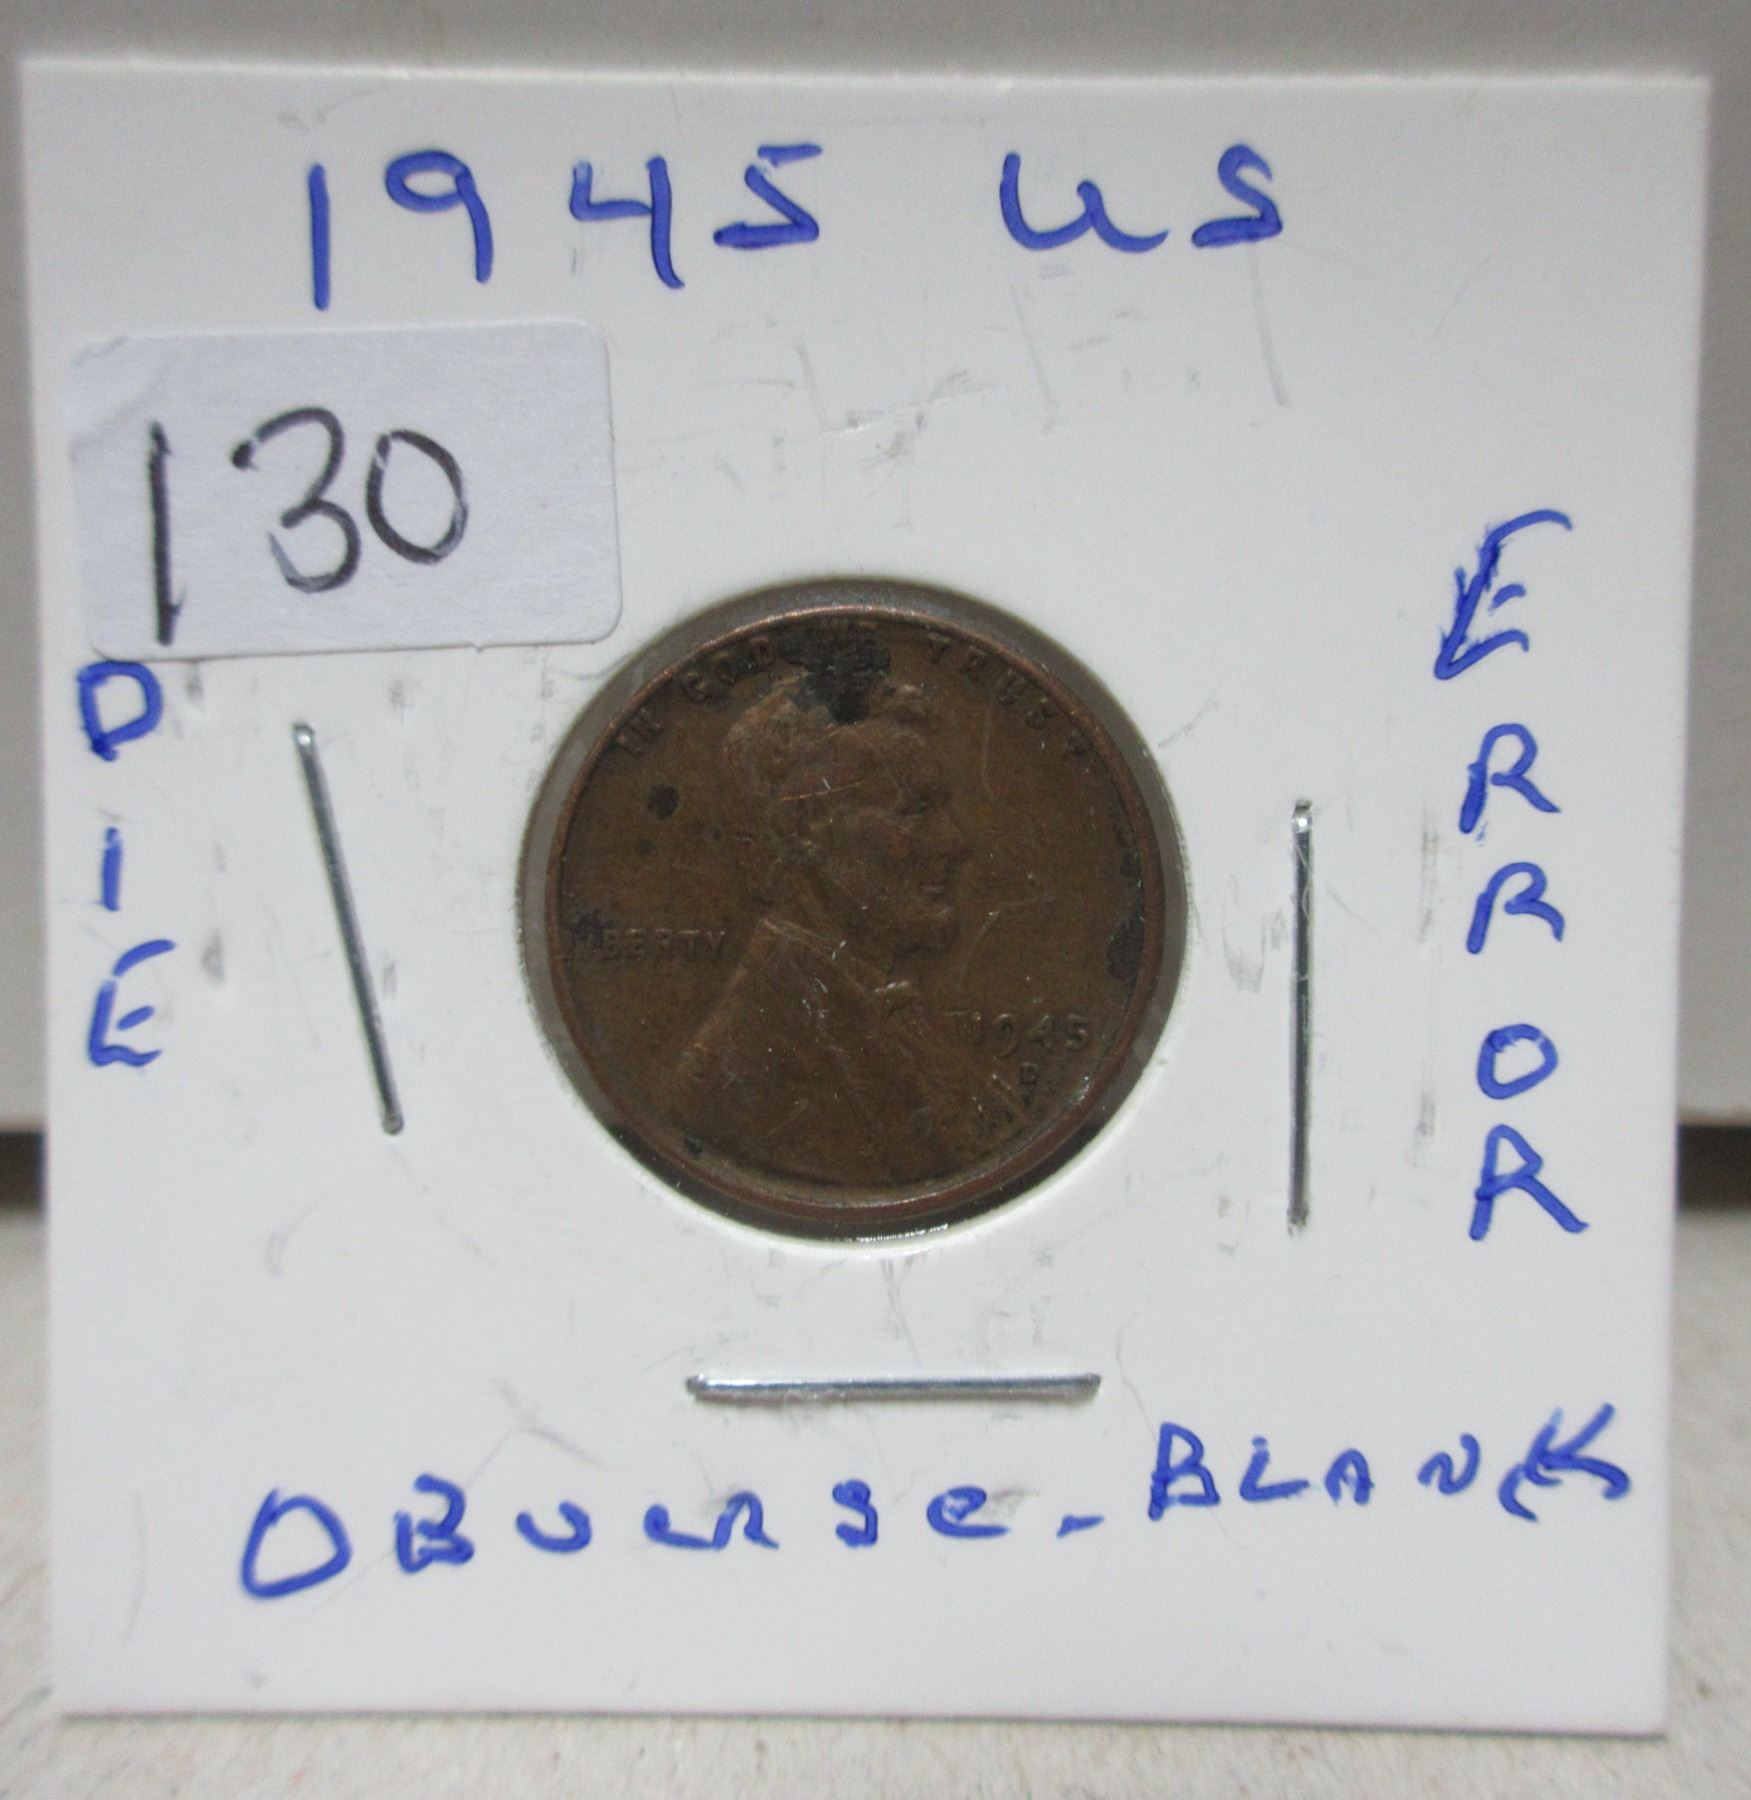 1945 US
130
DIE
ERROR
IN GOD WE TRUST
LIBERTY
1945
D
OBVERSE - BLANK